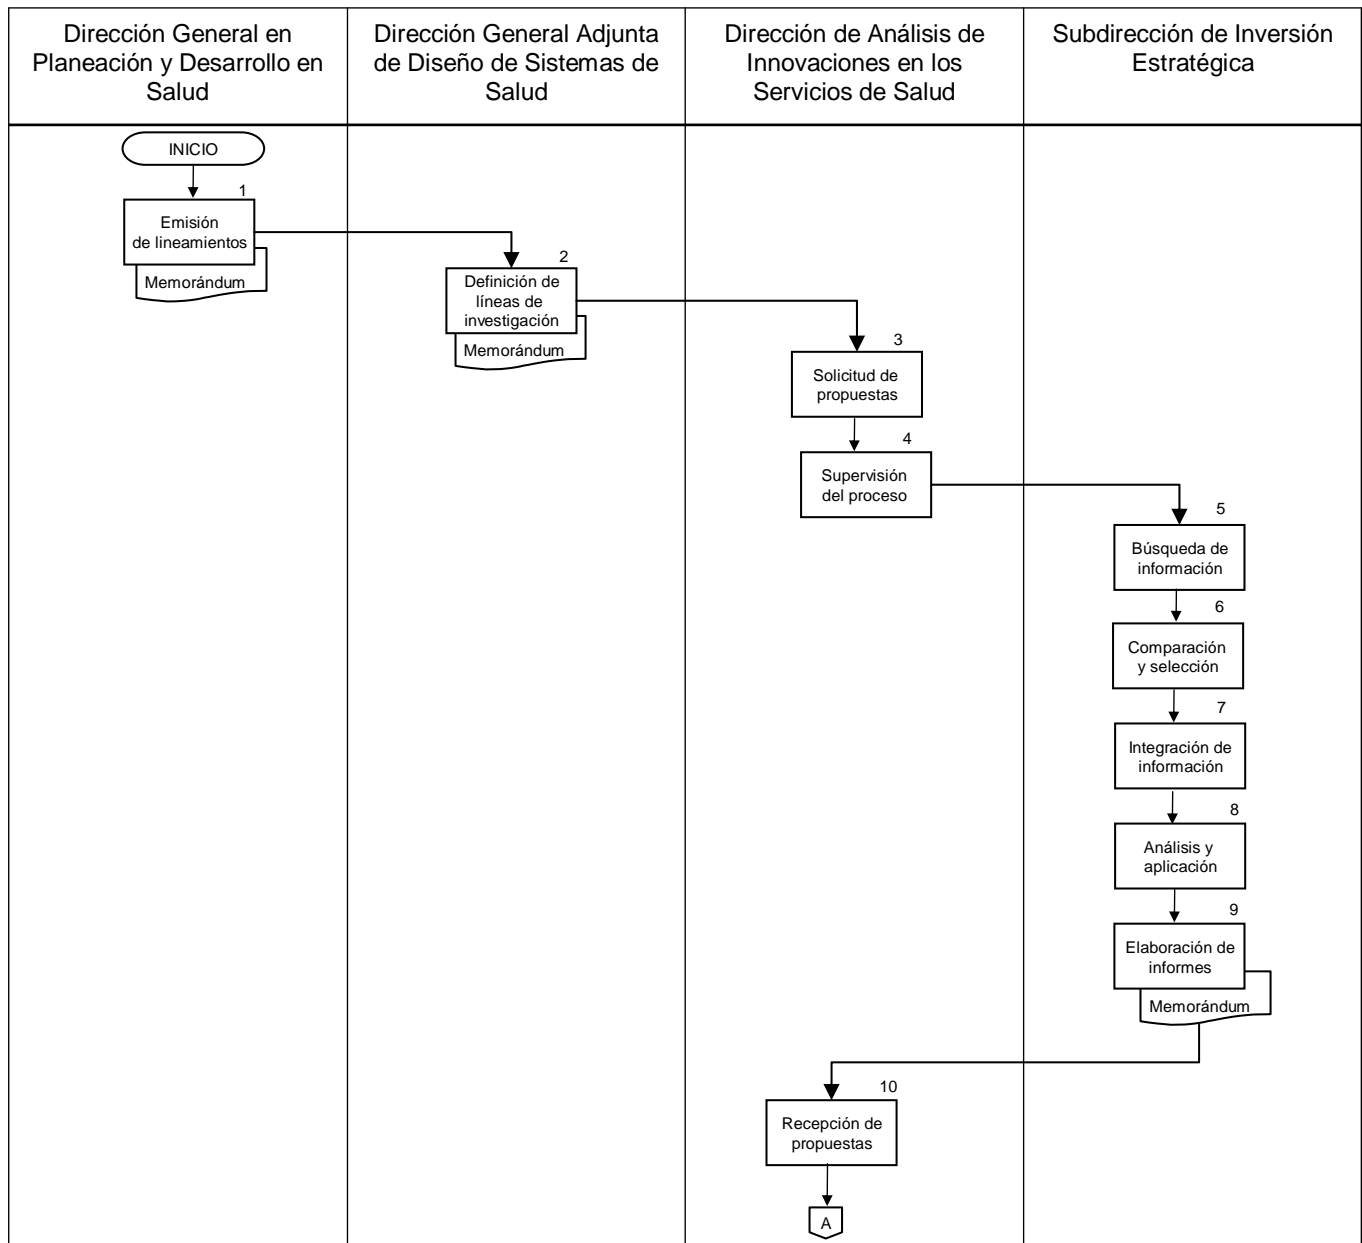 Dirección General en
Planeación y Desarrollo en
Salud
Dirección General Adjunta
de Diseño de Sistemas de
Salud
Dirección de Análisis de
Innovaciones en los
Servicios de Salud
Subdirección de Inversión
Estratégica
INICIO
1
Emisión
de lineamientos
Memorándum
2
Definición de
líneas de
investigación
Memorándum
3
Solicitud de
propuestas
4
Supervisión
del proceso
5
Búsqueda de
información
6
Comparación
y selección
7
Integración de
información
8
Análisis y
aplicación
9
Elaboración de
informes
Memorándum
10
Recepción de
propuestas
A